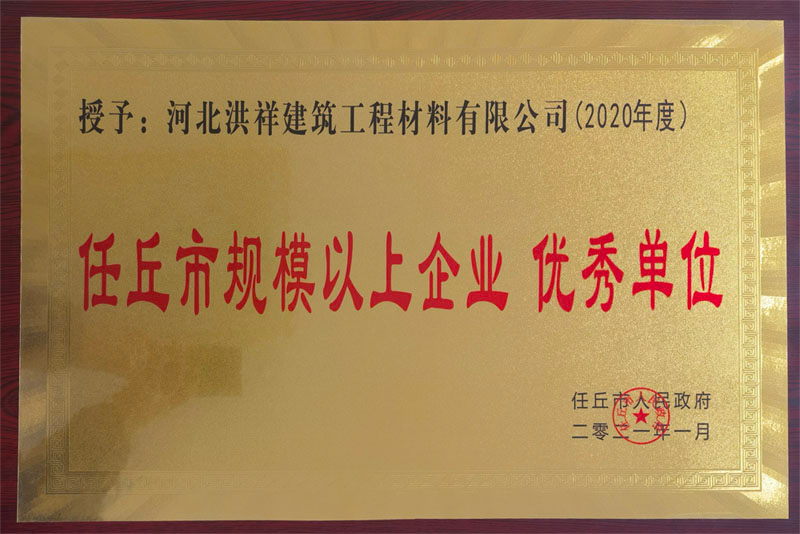 授予：河北洪祥建筑工程材料有限公司(2020年度)
任丘市规模以上企业 优秀单位
任丘市人民政府
二零二一年一月